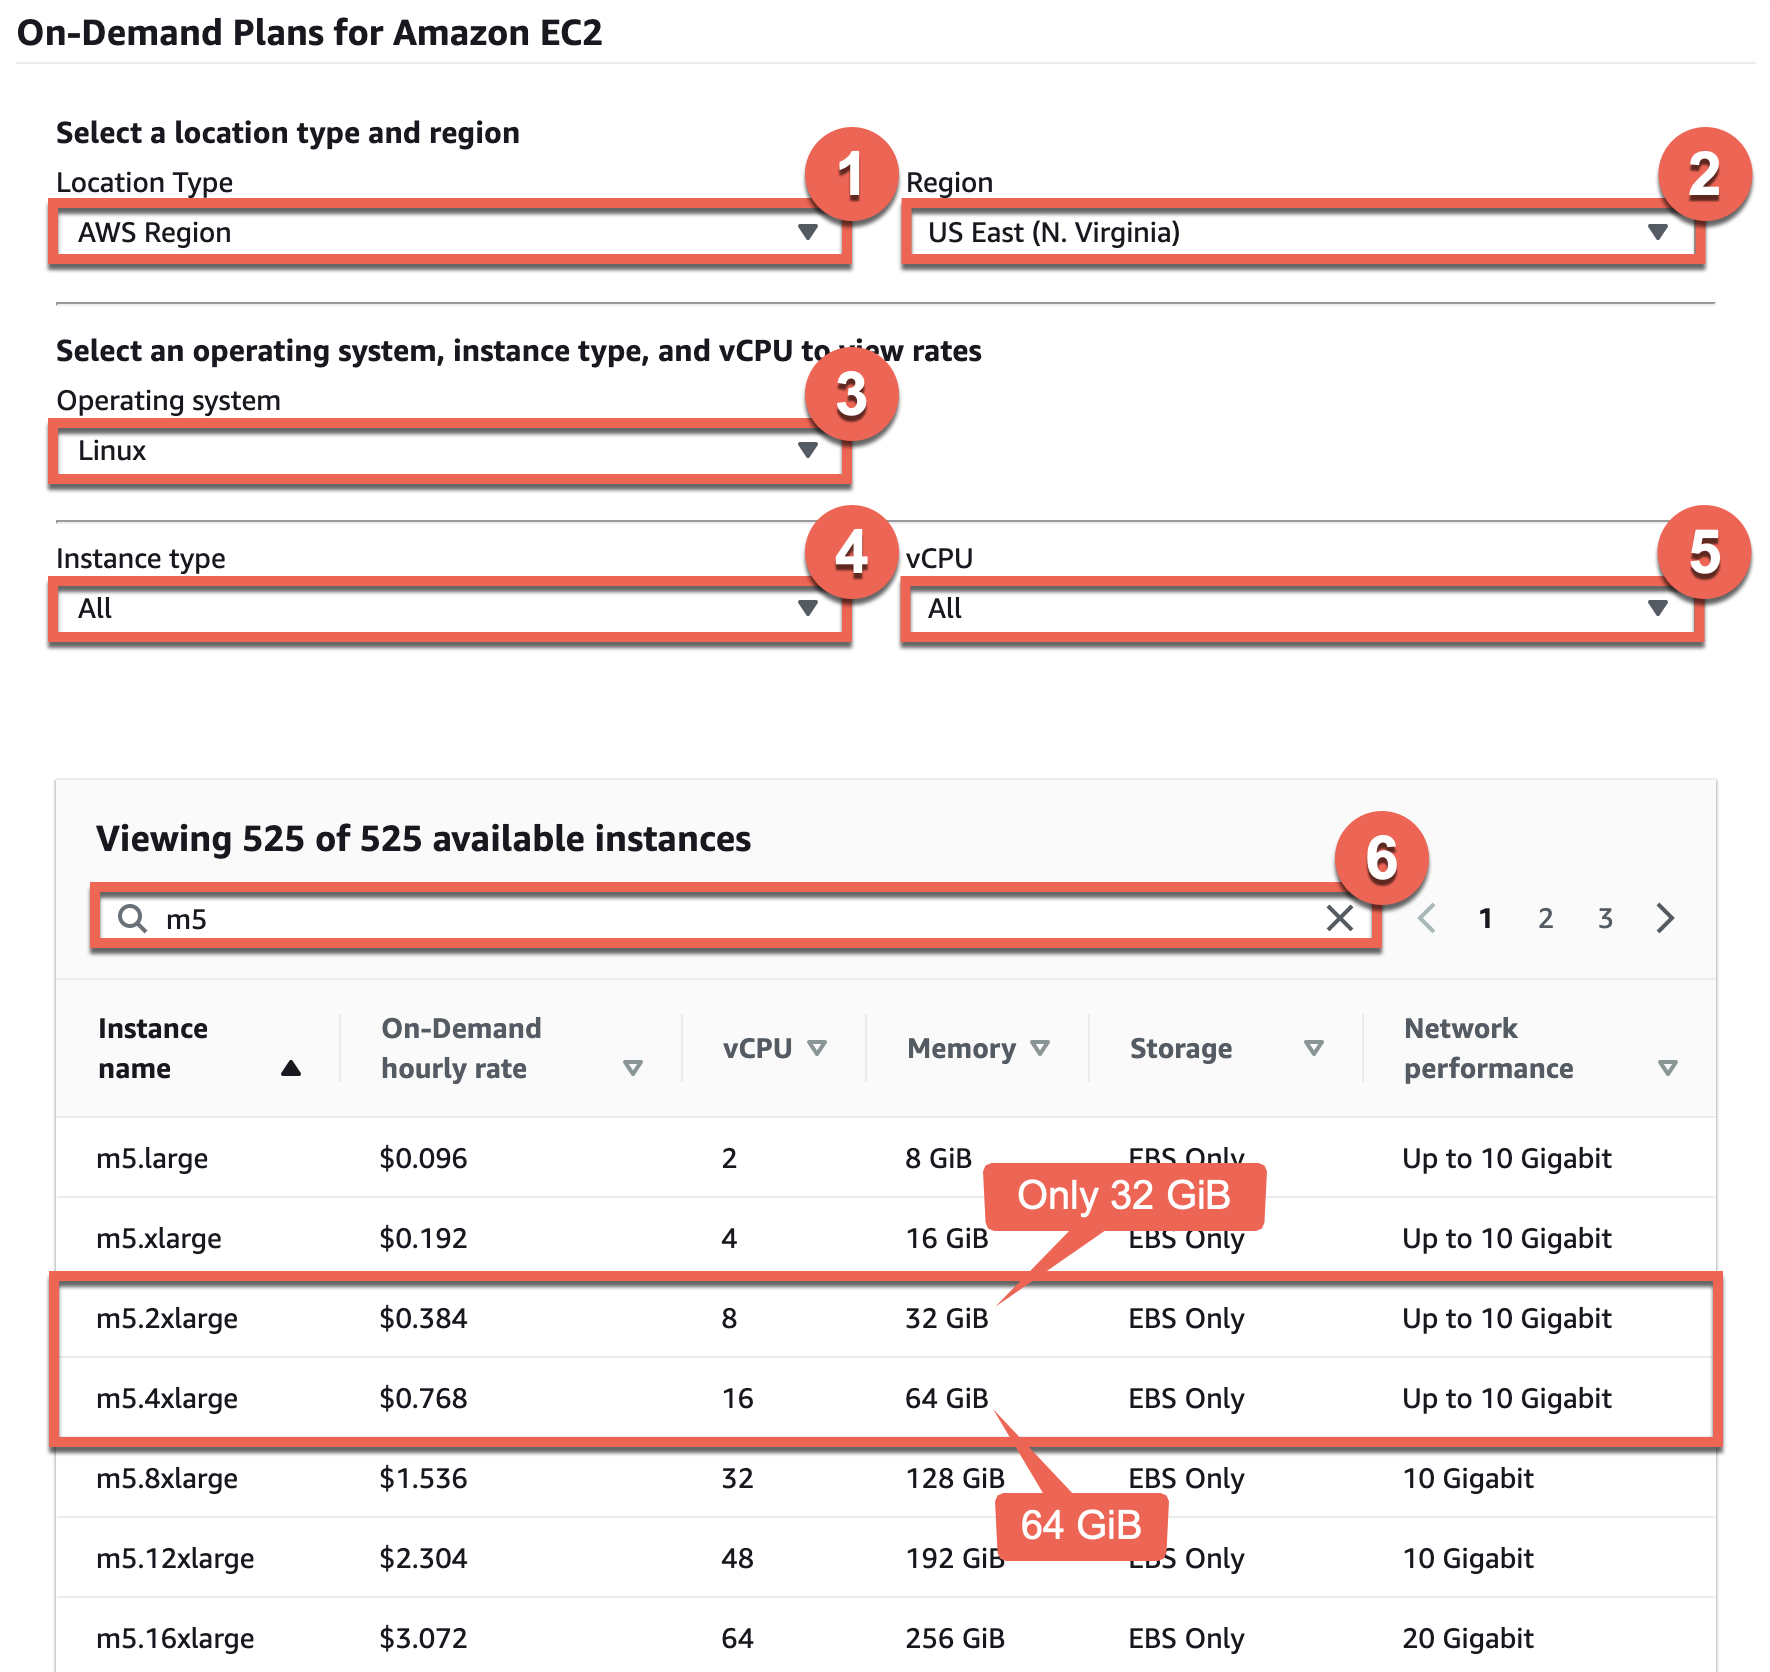 On-Demand Plans for Amazon EC2
Select a location type and region
Location Type
1
Region
2
AWS Region
US East (N. Virginia)
Select an operating system, instance type, and vCPU to view rates
Operating system
3
Linux
Instance type
4
vCPU
5
All
All
Viewing 525 of 525 available instances
6
m5
1 2 3
Instance name
On-Demand hourly rate
vCPU
Memory
Storage
Network performance
m5.large $0.096 2 8 GiB EBS Only Up to 10 Gigabit
Only 32 GiB
m5.xlarge $0.192 4 16 GiB EBS Only Up to 10 Gigabit
m5.2xlarge $0.384 8 32 GiB EBS Only Up to 10 Gigabit
m5.4xlarge $0.768 16 64 GiB EBS Only Up to 10 Gigabit
m5.8xlarge $1.536 32 128 GiB EBS Only 10 Gigabit
64 GiB
m5.12xlarge $2.304 48 192 GiB EBS Only 10 Gigabit
m5.16xlarge $3.072 64 256 GiB EBS Only 20 Gigabit